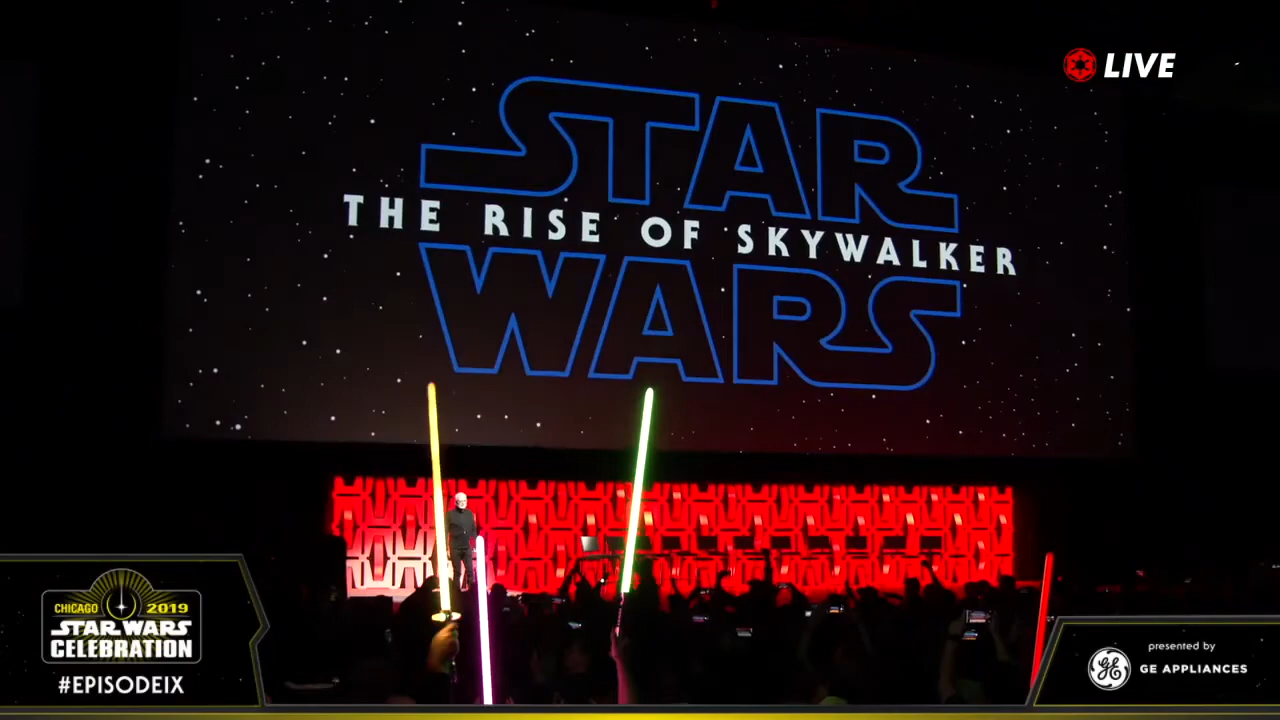 LIVE
STAR
THE RISE OF SKYWALKER
WARS
CHICAGO 2019
STAR WARS
CELEBRATION
#EPISODEIX
presented by
GE APPLIANCES